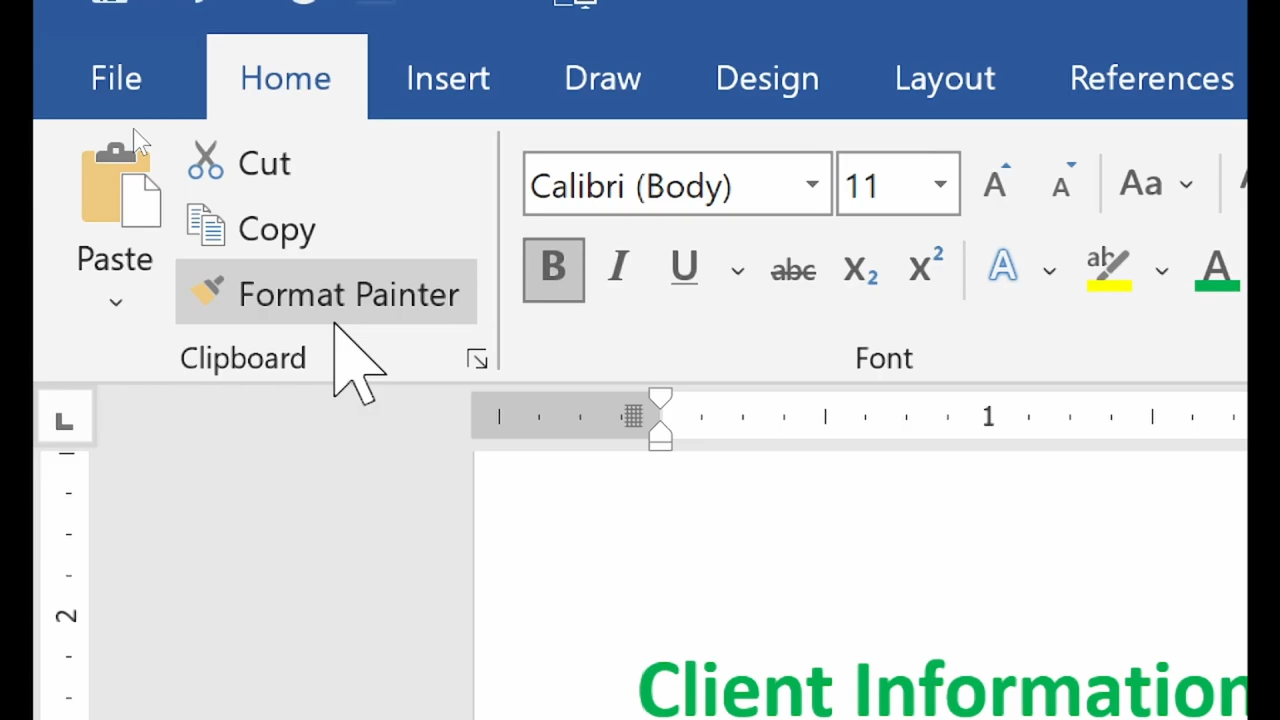 File Home Insert Draw Design Layout References
Cut
Calibri (Body) 11 A A Aa
Copy
Paste
B I U abc X₂ X² A ab A
Format Painter
Clipboard Font
L 1
2
Client Information